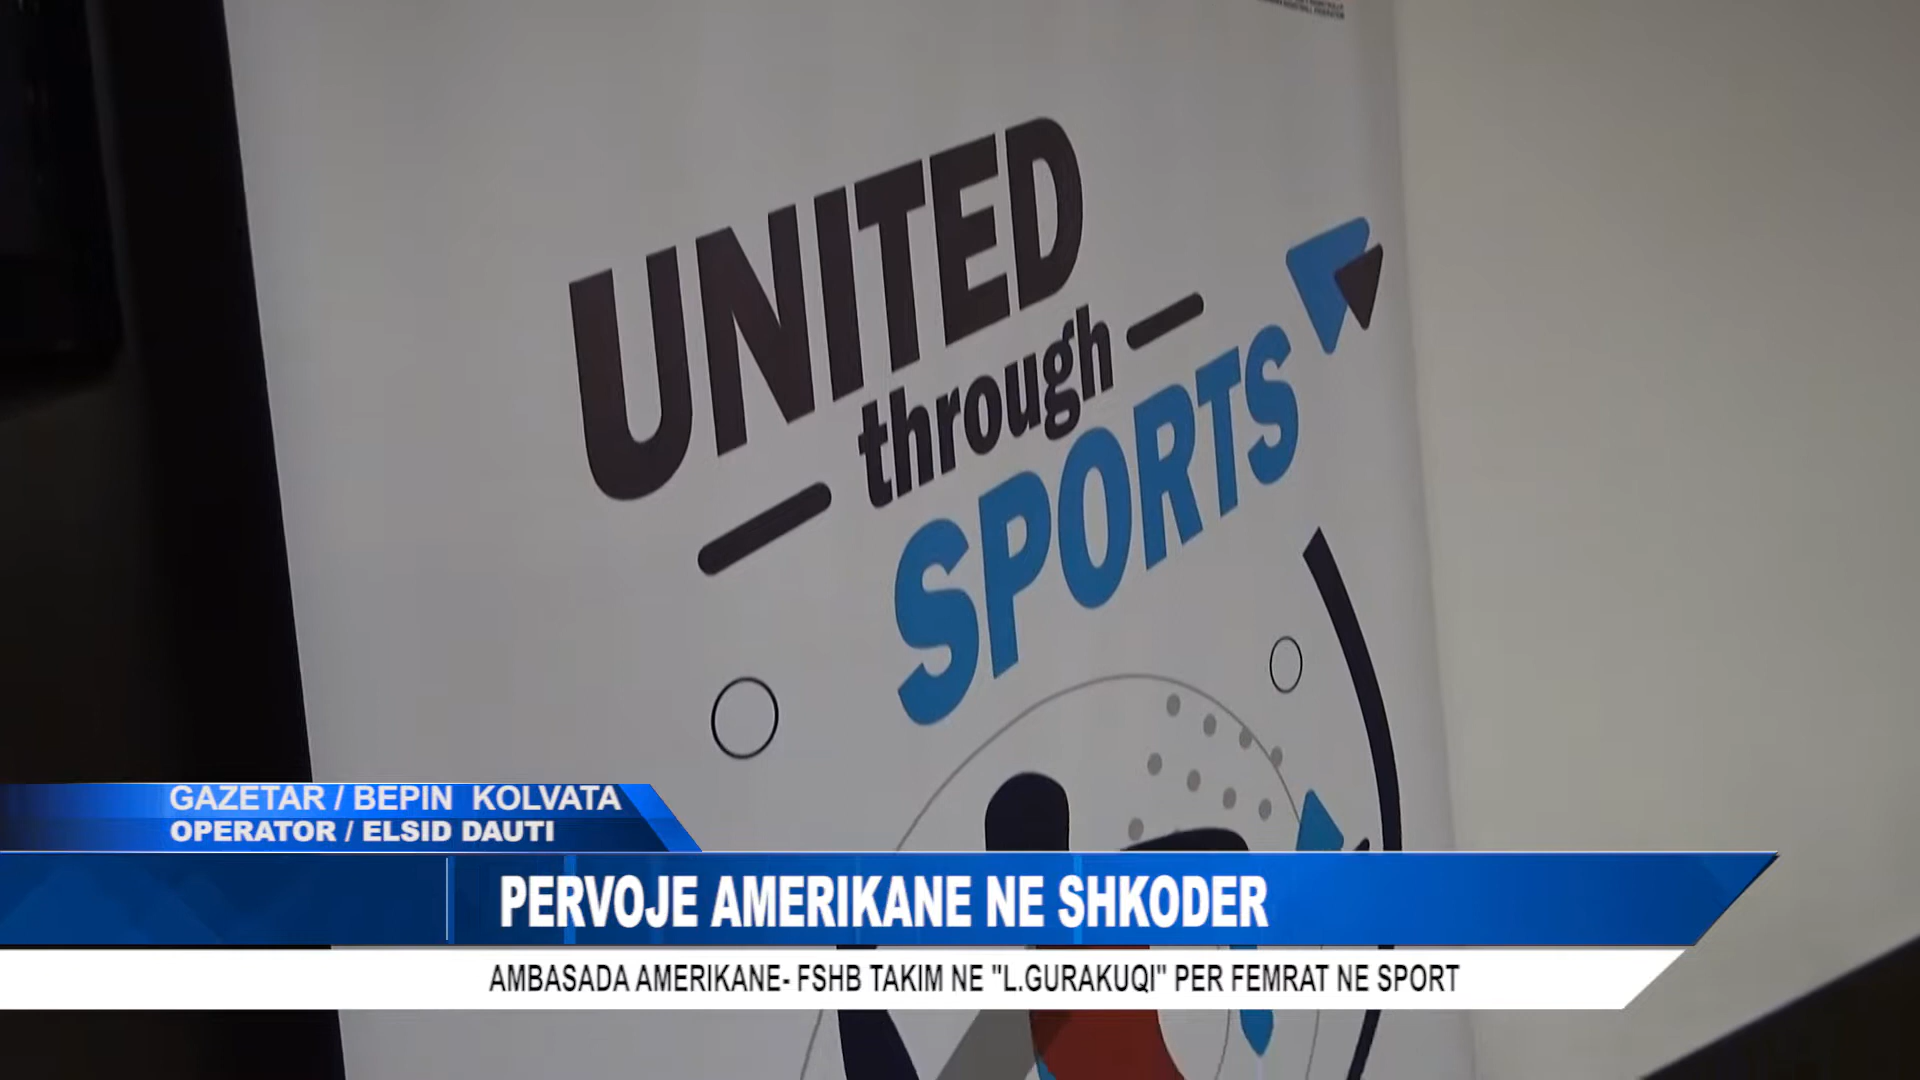 UNITED
through
SPORTS
GAZETAR / BEPIN KOLVATA
OPERATOR / ELSID DAUTI
PERVOJE AMERIKANE NE SHKODER
AMBASADA AMERIKANE- FSHB TAKIM NE "L.GURAKUQI" PER FEMRAT NE SPORT